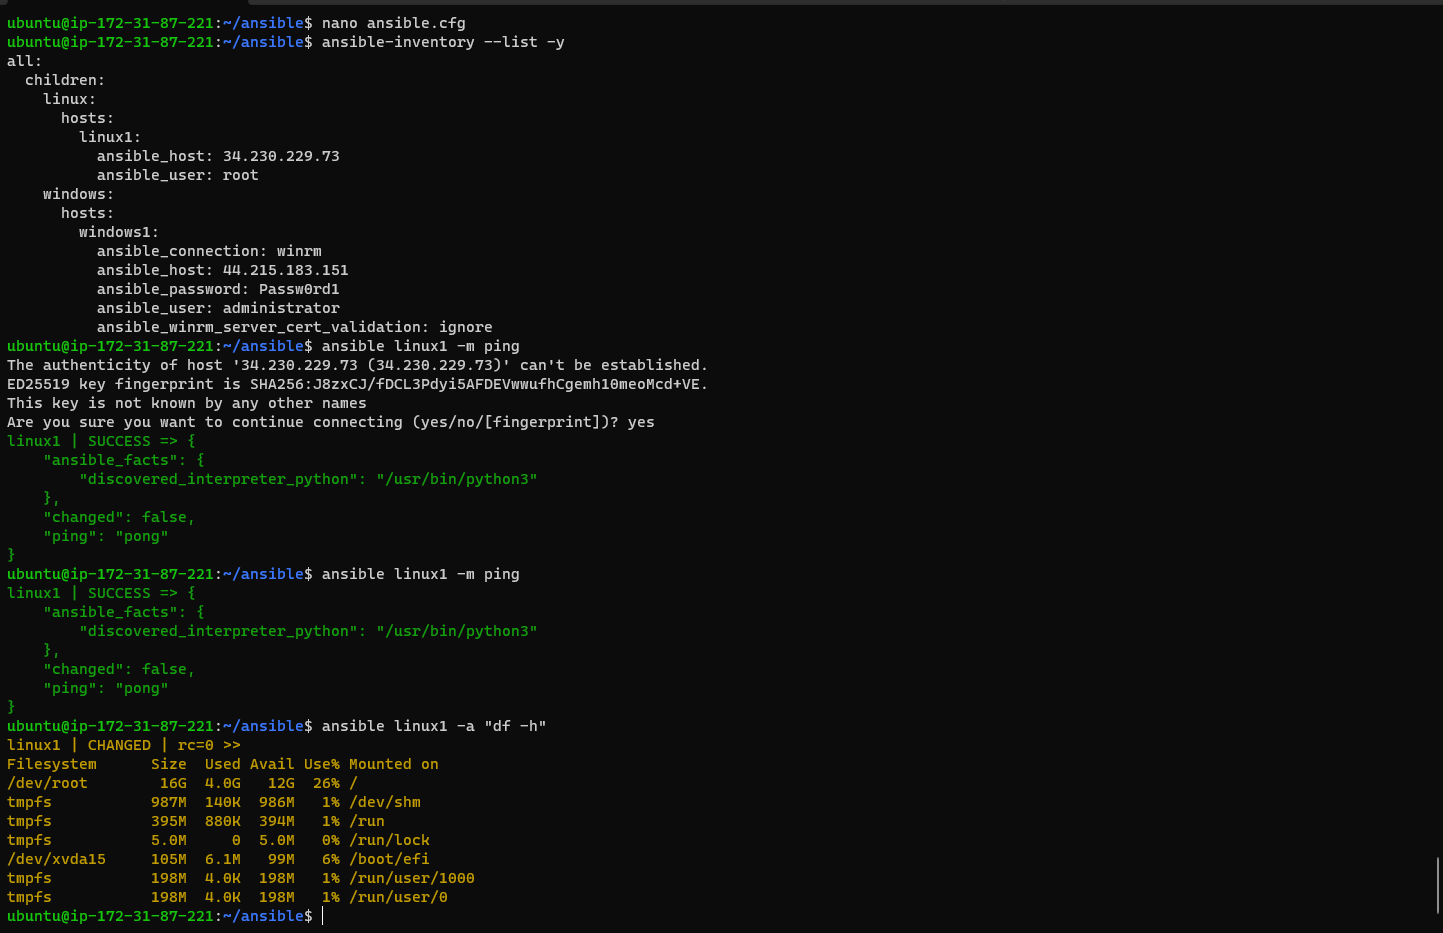 ubuntu@ip-172-31-87-221:~/ansible$ nano ansible.cfg
ubuntu@ip-172-31-87-221:~/ansible$ ansible-inventory --list -y
all:
  children:
    linux:
      hosts:
        linux1:
          ansible_host: 34.230.229.73
          ansible_user: root
    windows:
      hosts:
        windows1:
          ansible_connection: winrm
          ansible_host: 44.215.183.151
          ansible_password: Passw0rd1
          ansible_user: administrator
          ansible_winrm_server_cert_validation: ignore
ubuntu@ip-172-31-87-221:~/ansible$ ansible linux1 -m ping
The authenticity of host '34.230.229.73 (34.230.229.73)' can't be established.
ED25519 key fingerprint is SHA256:J8zxCJ/fDCL3Pdyi5AFDEVwwufhCgemh10meoMcd+VE.
This key is not known by any other names
Are you sure you want to continue connecting (yes/no/[fingerprint])? yes
linux1 | SUCCESS => {
    "ansible_facts": {
        "discovered_interpreter_python": "/usr/bin/python3"
    },
    "changed": false,
    "ping": "pong"
}
ubuntu@ip-172-31-87-221:~/ansible$ ansible linux1 -m ping
linux1 | SUCCESS => {
    "ansible_facts": {
        "discovered_interpreter_python": "/usr/bin/python3"
    },
    "changed": false,
    "ping": "pong"
}
ubuntu@ip-172-31-87-221:~/ansible$ ansible linux1 -a "df -h"
linux1 | CHANGED | rc=0 >>
Filesystem      Size  Used Avail Use% Mounted on
/dev/root        16G  4.0G   12G  26% /
tmpfs           987M  140K  986M   1% /dev/shm
tmpfs           395M  880K  394M   1% /run
tmpfs           5.0M     0  5.0M   0% /run/lock
/dev/xvda15     105M  6.1M   99M   6% /boot/efi
tmpfs           198M  4.0K  198M   1% /run/user/1000
tmpfs           198M  4.0K  198M   1% /run/user/0
ubuntu@ip-172-31-87-221:~/ansible$